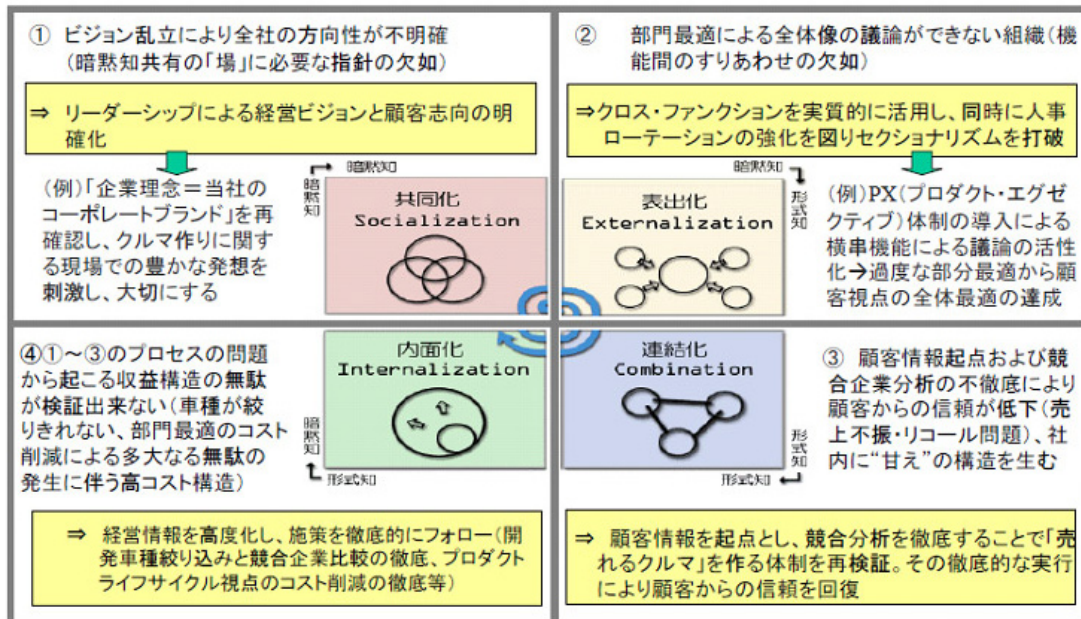 ① ビジョン乱立により全社の方向性が不明確
(暗黙知共有の「場」に必要な指針の欠如)
⇒ リーダーシップによる経営ビジョンと顧客志向の明
確化
(例)「企業理念=当社の
コーポレートブランド」を再
確認し、クルマ作りに関す
る現場での豊かな発想を
刺激し、大切にする
暗黙知
暗黙知
共同化
Socialization
② 部門最適による全体像の議論ができない組織(機
能間のすりあわせの欠如)
⇒クロス・ファンクションを実質的に活用し、同時に人事
ローテーションの強化を図りセクショナリズムを打破
暗黙知
形式知
表出化
Externalization
(例)PX(プロダクト・エグゼ
クティブ)体制の導入による
横串機能による議論の活性
化→過度な部分最適から顧
客視点の全体最適の達成
④①~③のプロセスの問題
から起こる収益構造の無駄
が検証出来ない(車種が絞
りきれない、部門最適のコスト
削減による多大なる無駄の
発生に伴う高コスト構造)
内面化
Internalization
暗黙知
形式知
⇒ 経営情報を高度化し、施策を徹底的にフォロー(開
発車種絞り込みと競合企業比較の徹底、プロダクト
ライフサイクル視点のコスト削減の徹底等)
連結化
Combination
形式知
形式知
③ 顧客情報起点および競
合企業分析の不徹底により
顧客からの信頼が低下(売
上不振・リコール問題)、社
内に“甘え”の構造を生む
⇒ 顧客情報を起点とし、競合分析を徹底することで「売
れるクルマ」を作る体制を再検証。その徹底的な実行
により顧客からの信頼を回復